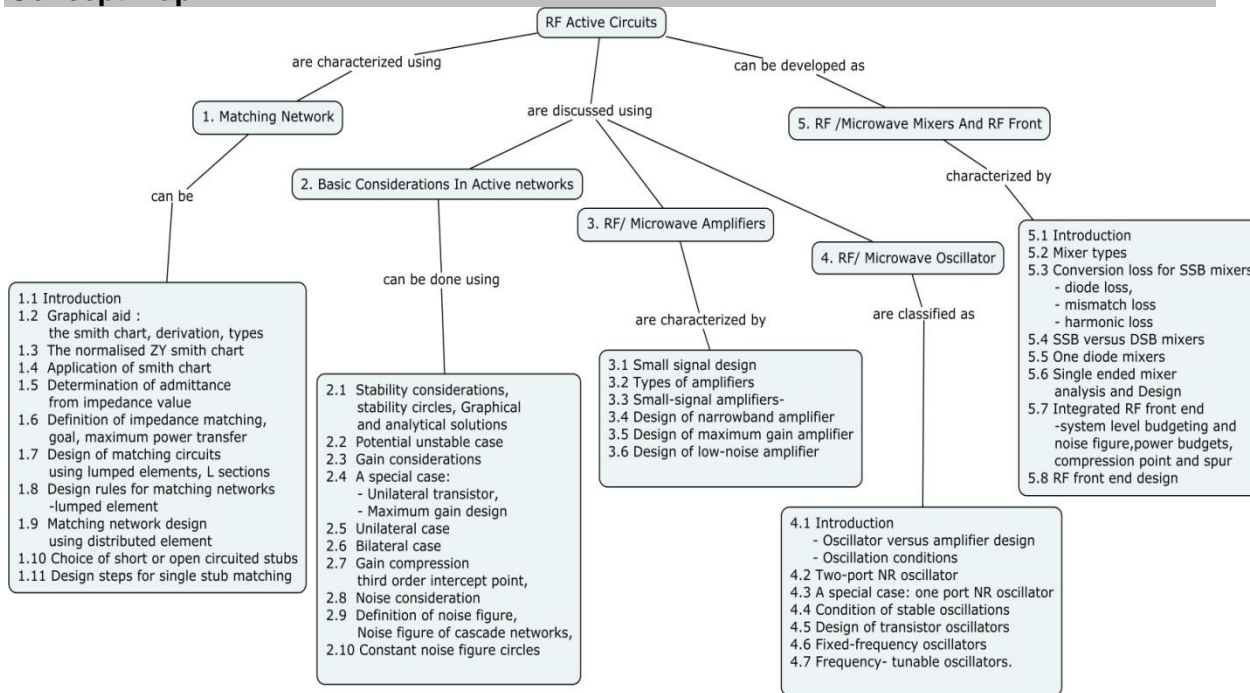 RF Active Circuits
are characterized using
can be developed as
are discussed using
1. Matching Network
5. RF /Microwave Mixers And RF Front
2. Basic Considerations In Active networks
3. RF/ Microwave Amplifiers
4. RF/ Microwave Oscillator
can be
can be done using
are characterized by
are classified as
characterized by
1.1 Introduction
1.2 Graphical aid :
the smith chart, derivation, types
1.3 The normalised ZY smith chart
1.4 Application of smith chart
1.5 Determination of admittance
from impedance value
1.6 Definition of impedance matching,
goal, maximum power transfer
1.7 Design of matching circuits
using lumped elements, L sections
1.8 Design rules for matching networks
-lumped element
1.9 Matching network design
using distributed element
1.10 Choice of short or open circuited stubs
1.11 Design steps for single stub matching
2.1 Stability considerations,
stability circles, Graphical
and analytical solutions
2.2 Potential unstable case
2.3 Gain considerations
2.4 A special case:
- Unilateral transistor,
- Maximum gain design
2.5 Unilateral case
2.6 Bilateral case
2.7 Gain compression
third order intercept point,
2.8 Noise consideration
2.9 Definition of noise figure,
Noise figure of cascade networks,
2.10 Constant noise figure circles
3.1 Small signal design
3.2 Types of amplifiers
3.3 Small-signal amplifiers-
3.4 Design of narrowband amplifier
3.5 Design of maximum gain amplifier
3.6 Design of low-noise amplifier
4.1 Introduction
- Oscillator versus amplifier design
- Oscillation conditions
4.2 Two-port NR oscillator
4.3 A special case: one port NR oscillator
4.4 Condition of stable oscillations
4.5 Design of transistor oscillators
4.6 Fixed-frequency oscillators
4.7 Frequency- tunable oscillators.
5.1 Introduction
5.2 Mixer types
5.3 Conversion loss for SSB mixers
- diode loss,
- mismatch loss
- harmonic loss
5.4 SSB versus DSB mixers
5.5 One diode mixers
5.6 Single ended mixer
analysis and Design
5.7 Integrated RF front end
-system level budgeting and
noise figure,power budgets,
compression point and spur
5.8 RF front end design